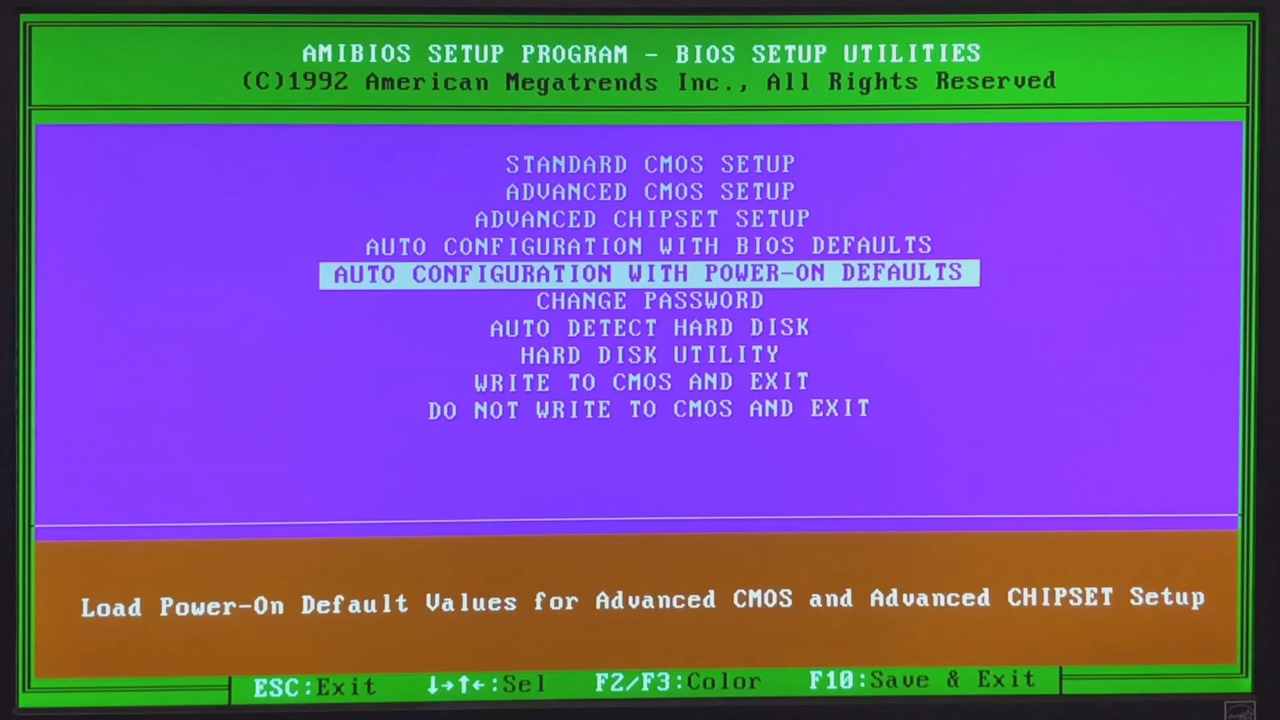 AMIBIOS SETUP PROGRAM - BIOS SETUP UTILITIES
(C)1992 American Megatrends Inc., All Rights Reserved
STANDARD CMOS SETUP
ADVANCED CMOS SETUP
ADVANCED CHIPSET SETUP
AUTO CONFIGURATION WITH BIOS DEFAULTS
AUTO CONFIGURATION WITH POWER-ON DEFAULTS
CHANGE PASSWORD
AUTO DETECT HARD DISK
HARD DISK UTILITY
WRITE TO CMOS AND EXIT
DO NOT WRITE TO CMOS AND EXIT
Load Power-On Default Values for Advanced CMOS and Advanced CHIPSET Setup
ESC:Exit ↓→↑←:Sel F2/F3:Color F10:Save & Exit